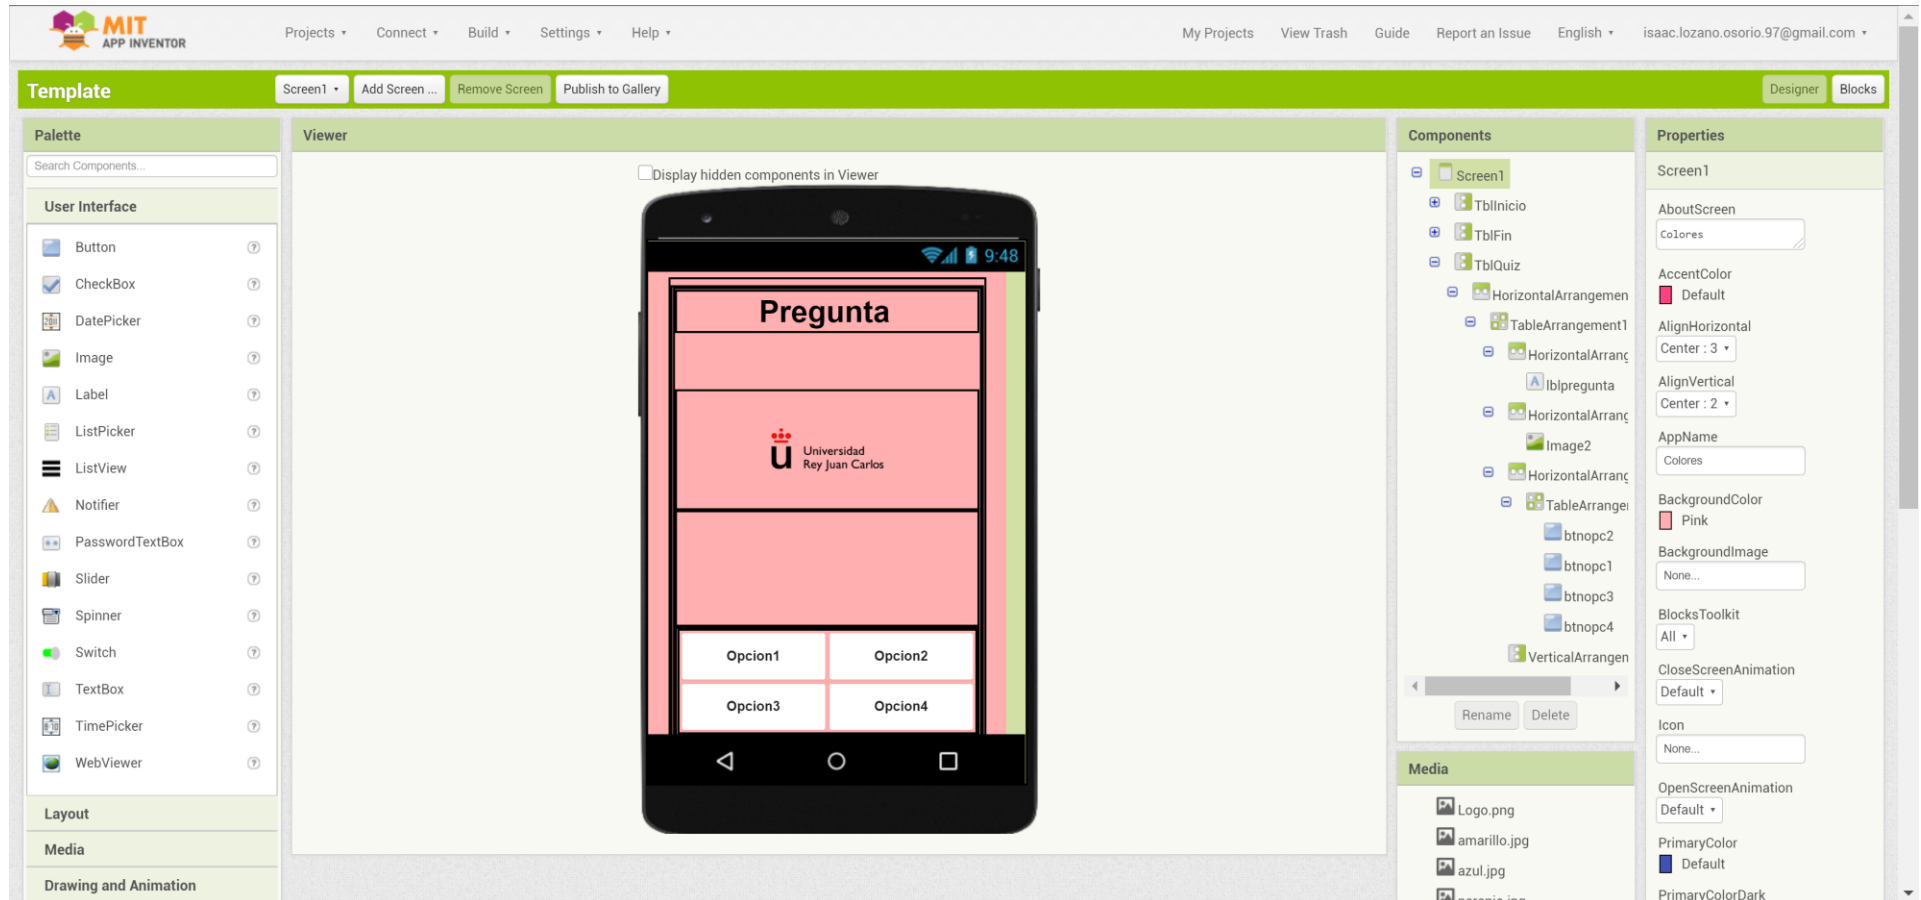 MIT
APP INVENTOR
Projects Connect Build Settings Help My Projects View Trash Guide Report an Issue English isaac.lozano.osorio.97@gmail.com
Template Screen1 Add Screen ... Remove Screen Publish to Gallery Designer Blocks
Palette
Search Components...
User Interface
Button
CheckBox
DatePicker
Image
Label
ListPicker
ListView
Notifier
PasswordTextBox
Slider
Spinner
Switch
TextBox
TimePicker
WebViewer
Layout
Media
Drawing and Animation
Viewer
Display hidden components in Viewer
9:48
Pregunta
Universidad
Rey Juan Carlos
Opcion1 Opcion2
Opcion3 Opcion4
Components
Screen1
TblInicio
TblFin
TblQuiz
HorizontalArrangemen
TableArrangement1
HorizontalArrang
lblpregunta
HorizontalArrang
Image2
HorizontalArrang
TableArranger
btnopc2
btnopc1
btnopc3
btnopc4
VerticalArrangen
Rename Delete
Media
Logo.png
amarillo.jpg
azul.jpg
Properties
Screen1
AboutScreen
Colores
AccentColor
Default
AlignHorizontal
Center : 3
AlignVertical
Center : 2
AppName
Colores
BackgroundColor
Pink
BackgroundImage
None...
BlocksToolkit
All
CloseScreenAnimation
Default
Icon
None...
OpenScreenAnimation
Default
PrimaryColor
Default
PrimaryColorDark